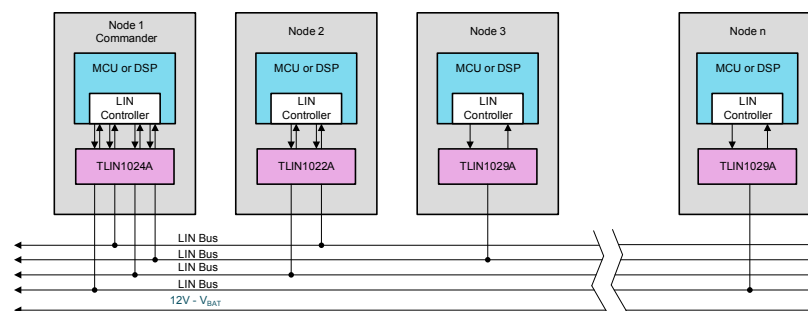 Node 1
Commander
MCU or DSP
LIN
Controller
TLIN1024A
Node 2
MCU or DSP
LIN
Controller
TLIN1022A
Node 3
MCU or DSP
LIN
Controller
TLIN1029A
Node n
MCU or DSP
LIN
Controller
TLIN1029A
LIN Bus
LIN Bus
LIN Bus
LIN Bus
12V - VBAT